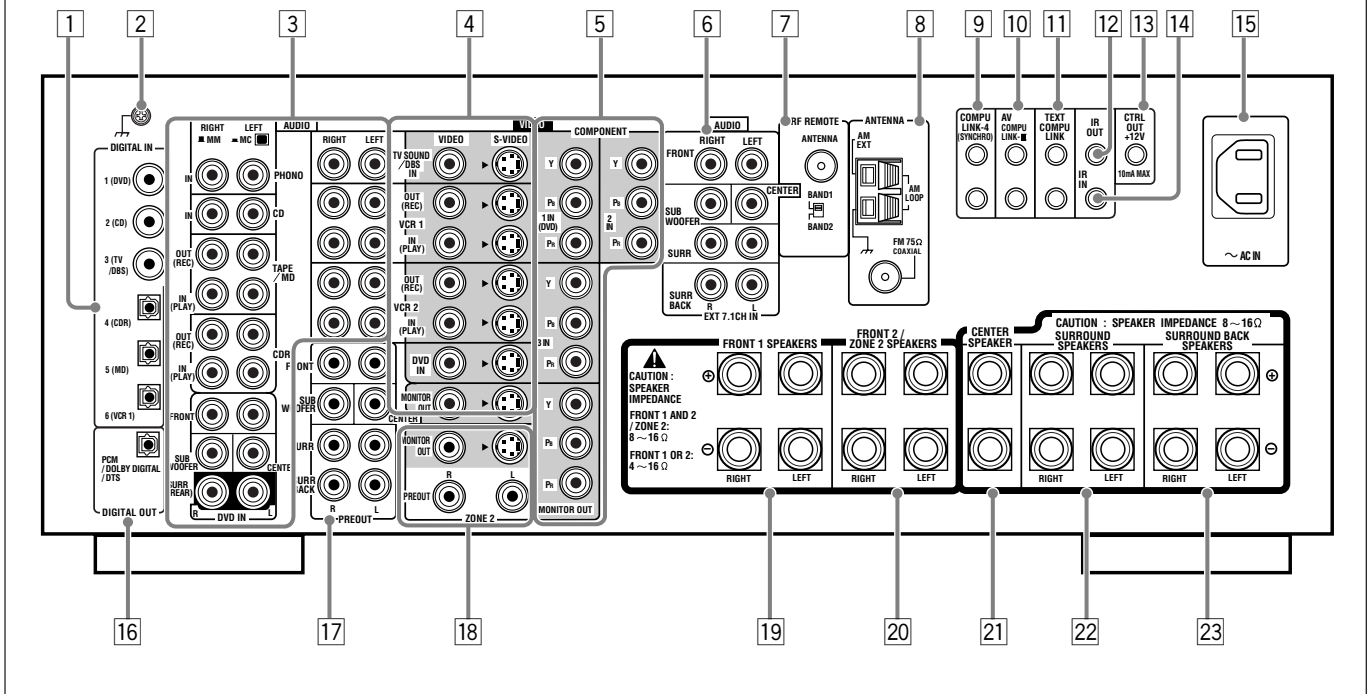 1 2 3 4 5 6 7 8 9 10 11 12 13 14 15
DIGITAL IN
1 (DVD)
2 (CD)
3 (TV
/DBS)
4 (CDR)
5 (MD)
6 (VCR 1)
PCM
/DOLBY DIGITAL
/DTS
DIGITAL OUT
AUDIO
RIGHT LEFT
MM MC
IN PHONO
IN CD
OUT
(REC)
TAPE
/MD
IN
(PLAY)
OUT
(REC)
CDR
IN
(PLAY)
FRONT
SUB
WOOFER
CENTER
SURR
(REAR)
R L
DVD IN
RIGHT LEFT
FRONT
SUB
WOOFER
CENTER
SURR
SURR
BACK
R L
PREOUT
VIDEO
VIDEO S-VIDEO
TV SOUND
/DBS
IN
OUT
(REC)
VCR 1
IN
(PLAY)
OUT
(REC)
VCR 2
IN
(PLAY)
DVD
IN
MONITOR
OUT
MONITOR
OUT
R L
PREOUT
ZONE 2
COMPONENT
Y Y
PB PB
1 IN
(DVD)
2
IN
PR PR
Y
PB
3 IN
PR
Y
PB
PR
MONITOR OUT
AUDIO
RIGHT LEFT
FRONT
CENTER
SUB
WOOFER
SURR
SURR
BACK
R L
EXT 7.1CH IN
RF REMOTE
ANTENNA
BAND1
BAND2
ANTENNA
AM
EXT
AM
LOOP
FM 75Ω
COAXIAL
COMPU
LINK-4
(SYNCHRO)
AV
COMPU
LINK-III
TEXT
COMPU
LINK
IR
OUT
IR
IN
CTRL
OUT
+12V
10mA MAX
∼ AC IN
CAUTION :
SPEAKER
IMPEDANCE
FRONT 1 AND 2
/ ZONE 2:
8∼16 Ω
FRONT 1 OR 2:
4∼16 Ω
FRONT 1 SPEAKERS
⊕
⊖
RIGHT LEFT
FRONT 2 /
ZONE 2 SPEAKERS
RIGHT LEFT
CENTER
SPEAKER
CAUTION : SPEAKER IMPEDANCE 8∼16Ω
SURROUND
SPEAKERS
RIGHT LEFT
SURROUND BACK
SPEAKERS
⊕
⊖
RIGHT LEFT
16 17 18 19 20 21 22 23